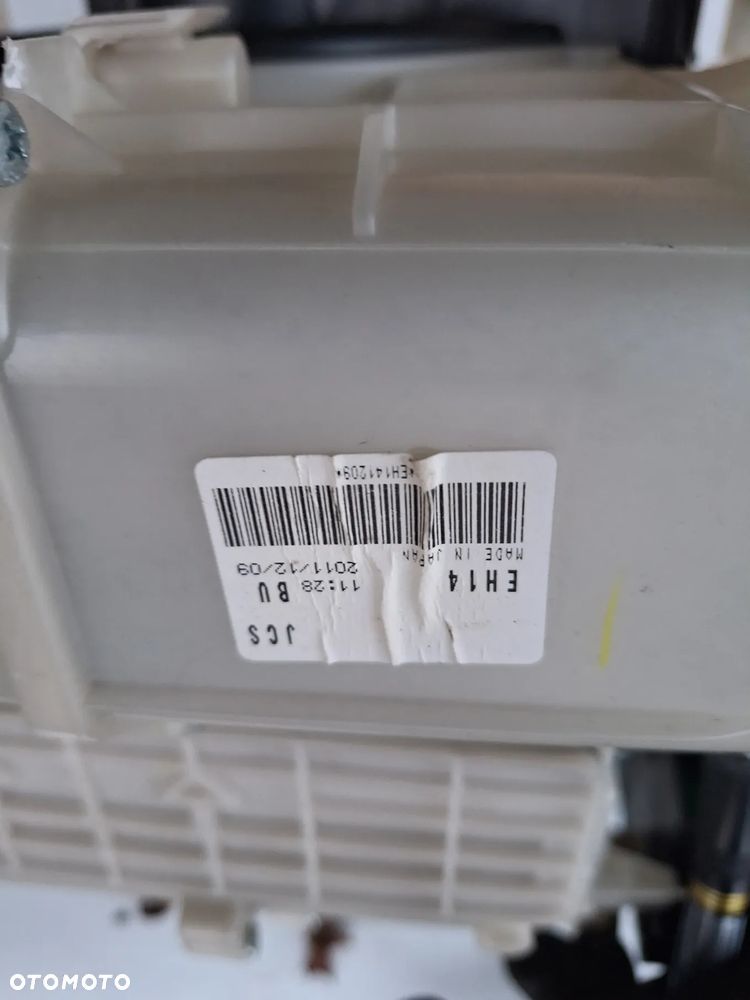 JCS
EH14
11:28
BU
2011/12/09
MADE IN JAPAN
*EH141209*
OTOMOTO